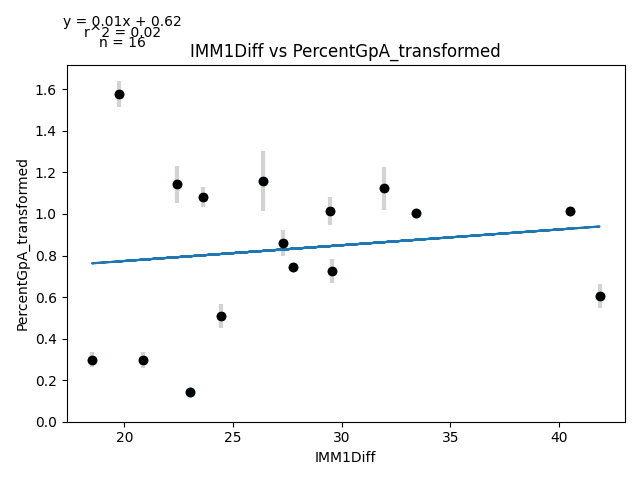 y = 0.01x + 0.62
r^2 = 0.02
n = 16
IMM1Diff vs PercentGpA_transformed
1.6
1.4
1.2
1.0
0.8
0.6
0.4
0.2
0.0
PercentGpA_transformed
20 25 30 35 40
IMM1Diff